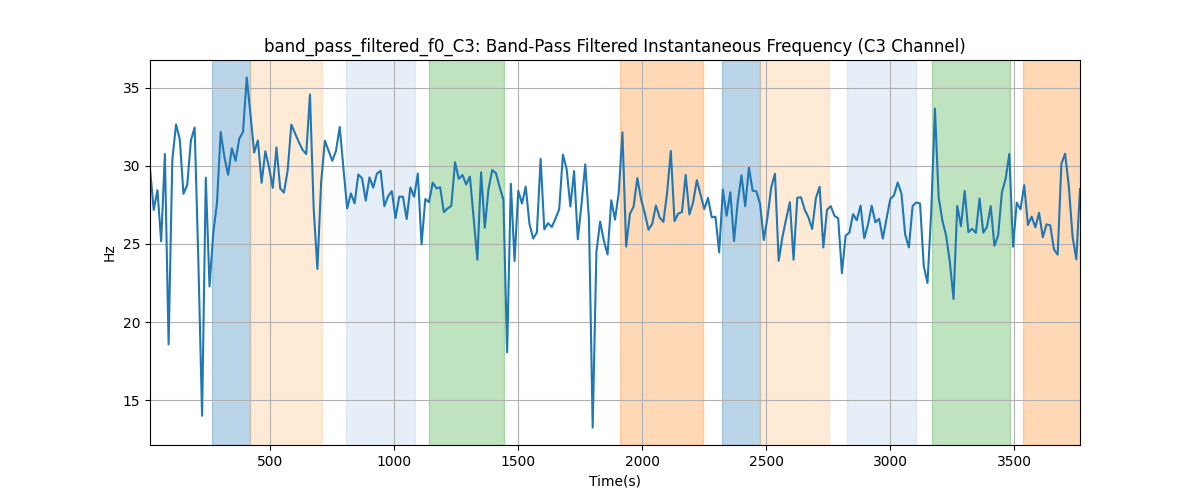 band_pass_filtered_f0_C3: Band-Pass Filtered Instantaneous Frequency (C3 Channel)
35
30
25
20
15
Hz
500 1000 1500 2000 2500 3000 3500
Time(s)